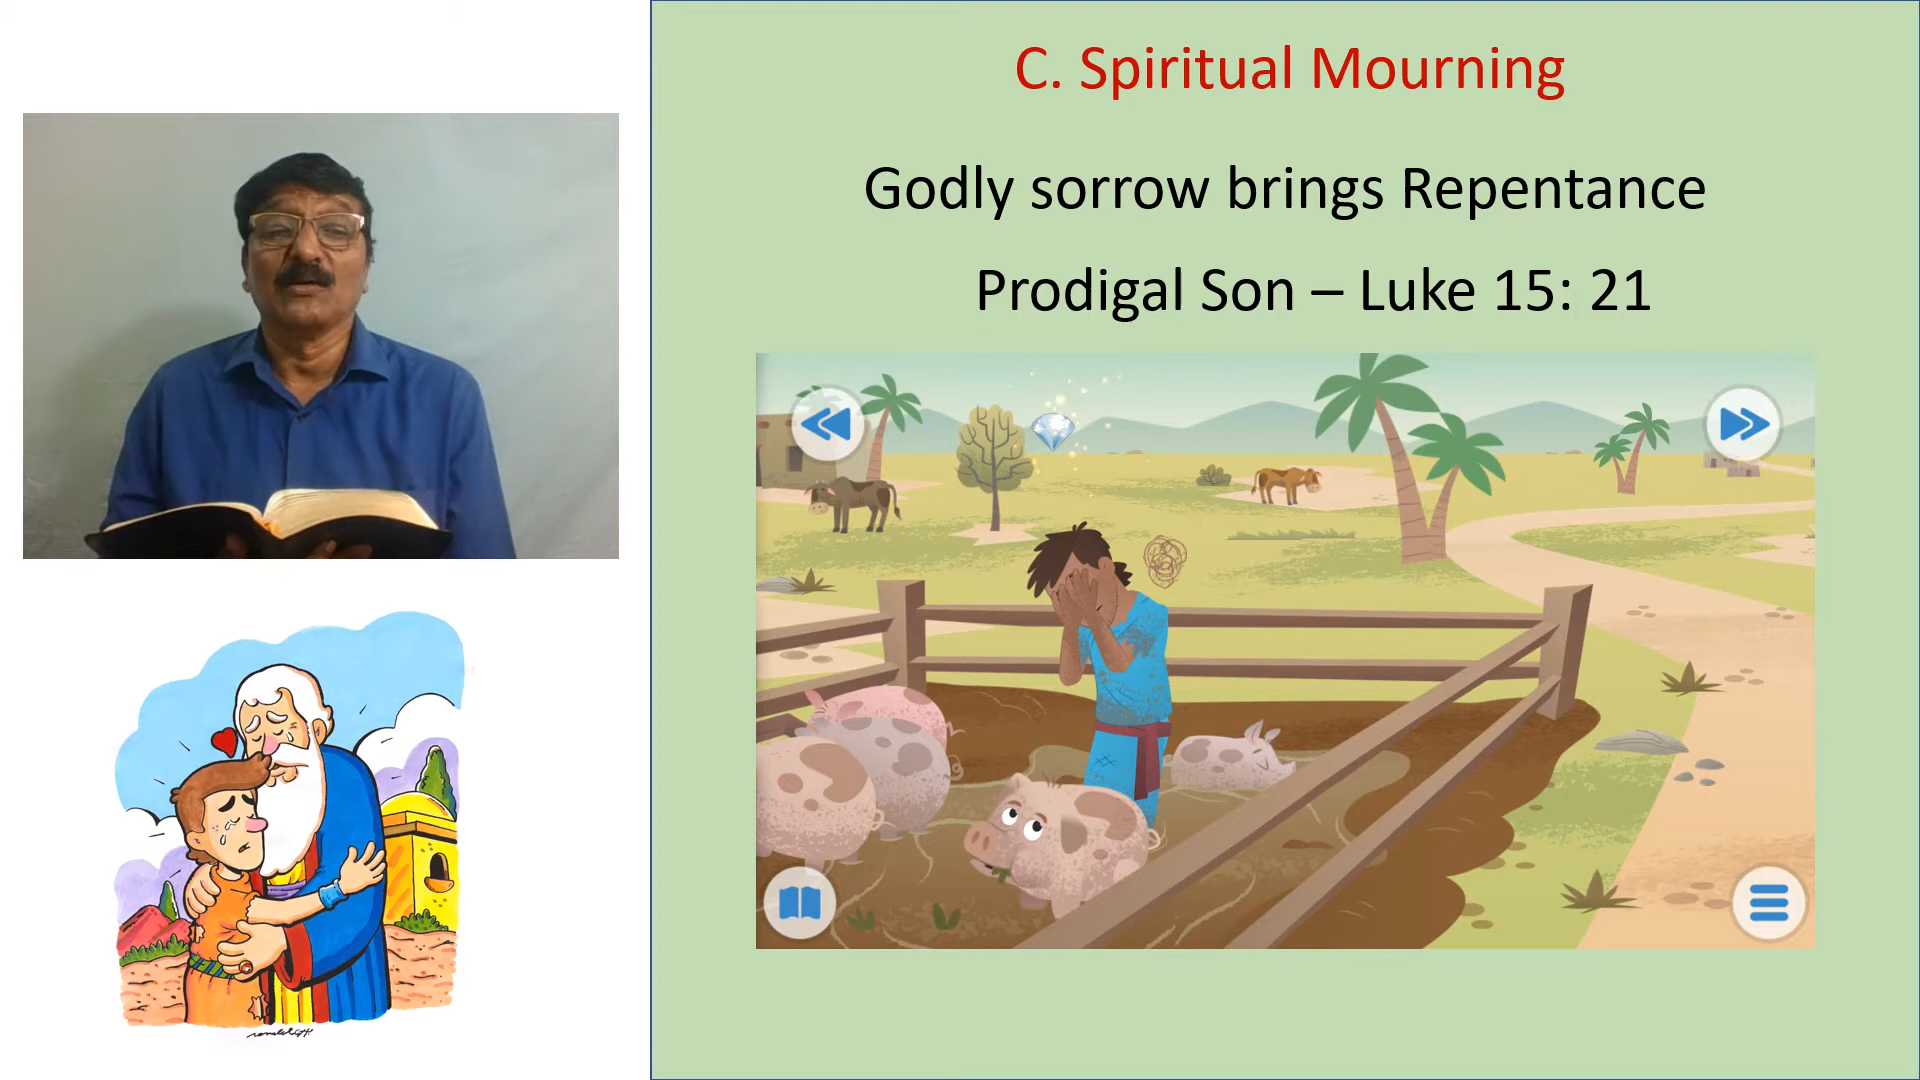 C. Spiritual Mourning
Godly sorrow brings Repentance
Prodigal Son – Luke 15: 21